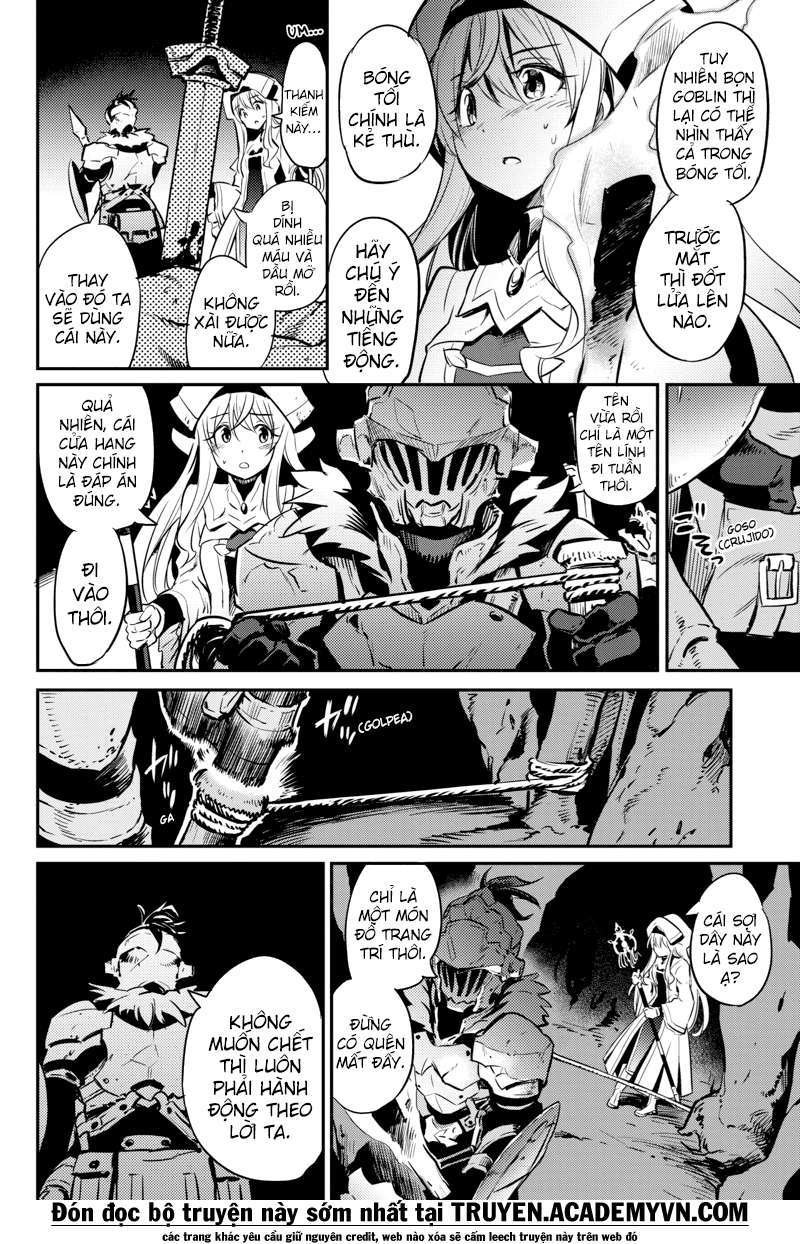 TUY
NHIÊN BỌN
GOBLIN THÌ
LẠI CÓ THỂ
NHÌN THẤY
CẢ TRONG
BÓNG TỐI.
TRƯỚC
MẮT
THÌ ĐỐT
LỬA LÊN
NÀO.
BÓNG
TỐI
CHÍNH LÀ
KẺ THÙ.
HÃY
CHÚ Ý
ĐẾN
NHỮNG
TIẾNG
ĐỘNG.
UM...
THANH
KIẾM
NÀY...
BỊ
DÍNH
QUÁ NHIỀU
MÁU VÀ
DẦU MỠ
RỒI.
KHÔNG
XÀI ĐƯỢC
NỮA.
THAY
VÀO ĐÓ TA
SẼ DÙNG
CÁI NÀY.
GOSO
(CRUJIDO)
TÊN
VỪA RỒI
CHỈ LÀ MỘT
TÊN LÍNH
ĐI TUẦN
THÔI.
QUẢ
NHIÊN, CÁI
CỬA HANG
NÀY CHÍNH
LÀ ĐÁP ÁN
ĐÚNG.
ĐI
VÀO
THÔI.
ガッ
(GOLPEA)
GA
CÁI SỢI
DÂY NÀY
LÀ SAO
Ạ?
CHỈ LÀ
MỘT MÓN
ĐỒ TRANG
TRÍ THÔI.
ĐỪNG
CÓ QUÊN
MẤT ĐẤY.
KHÔNG
MUỐN CHẾT
THÌ LUÔN
PHẢI HÀNH
ĐỘNG THEO
LỜI TA.
Đón đọc bộ truyện này sớm nhất tại TRUYEN.ACADEMYVN.COM
các trang khác yêu cầu giữ nguyên credit, web nào xóa sẽ cấm leech truyện này trên web đó